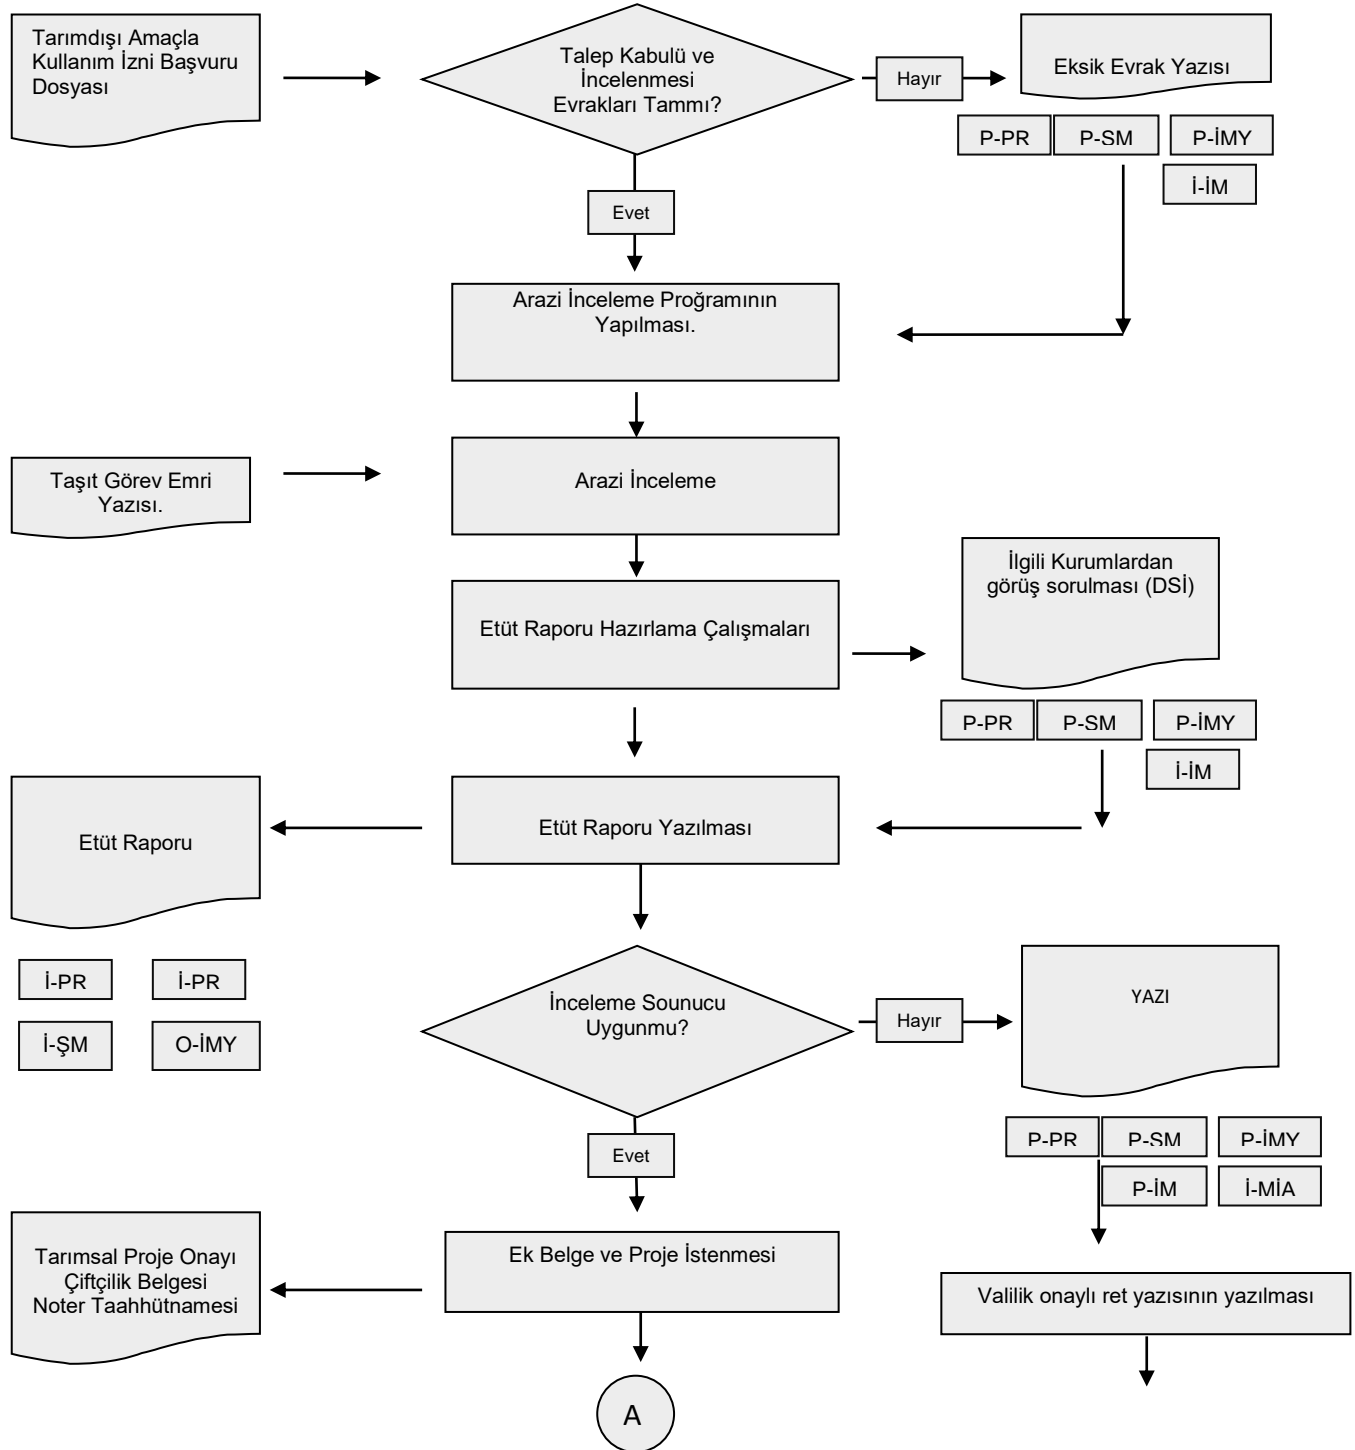 Tarımdışı Amaçla
Kullanım İzni Başvuru
Dosyası
Talep Kabulü ve
İncelenmesi
Evrakları Tammı?
Hayır
Eksik Evrak Yazısı
P-PR
P-SM
P-İMY
İ-İM
Evet
Arazi İnceleme Proğramının
Yapılması.
Taşıt Görev Emri
Yazısı.
Arazi İnceleme
İlgili Kurumlardan
görüş sorulması (DSİ)
Etüt Raporu Hazırlama Çalışmaları
P-PR
P-SM
P-İMY
İ-İM
Etüt Raporu
Etüt Raporu Yazılması
İ-PR
İ-PR
İ-ŞM
O-İMY
İnceleme Sounucu
Uygunmu?
Hayır
YAZI
P-PR
P-SM
P-İMY
P-İM
İ-MİA
Evet
Tarımsal Proje Onayı
Çiftçilik Belgesi
Noter Taahhütnamesi
Ek Belge ve Proje İstenmesi
Valilik onaylı ret yazısının yazılması
A